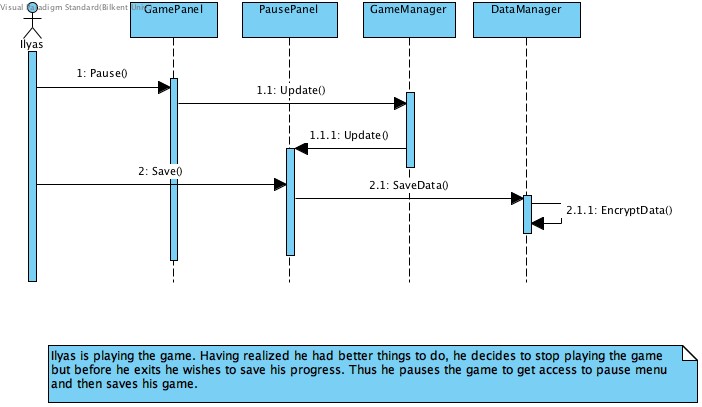 Visual Paradigm Standard(Bilkent Univ.
GamePanel
PausePanel
GameManager
DataManager
Ilyas
1: Pause()
1.1: Update()
1.1.1: Update()
2: Save()
2.1: SaveData()
2.1.1: EncryptData()
Ilyas is playing the game. Having realized he had better things to do, he decides to stop playing the game
but before he exits he wishes to save his progress. Thus he pauses the game to get access to pause menu
and then saves his game.